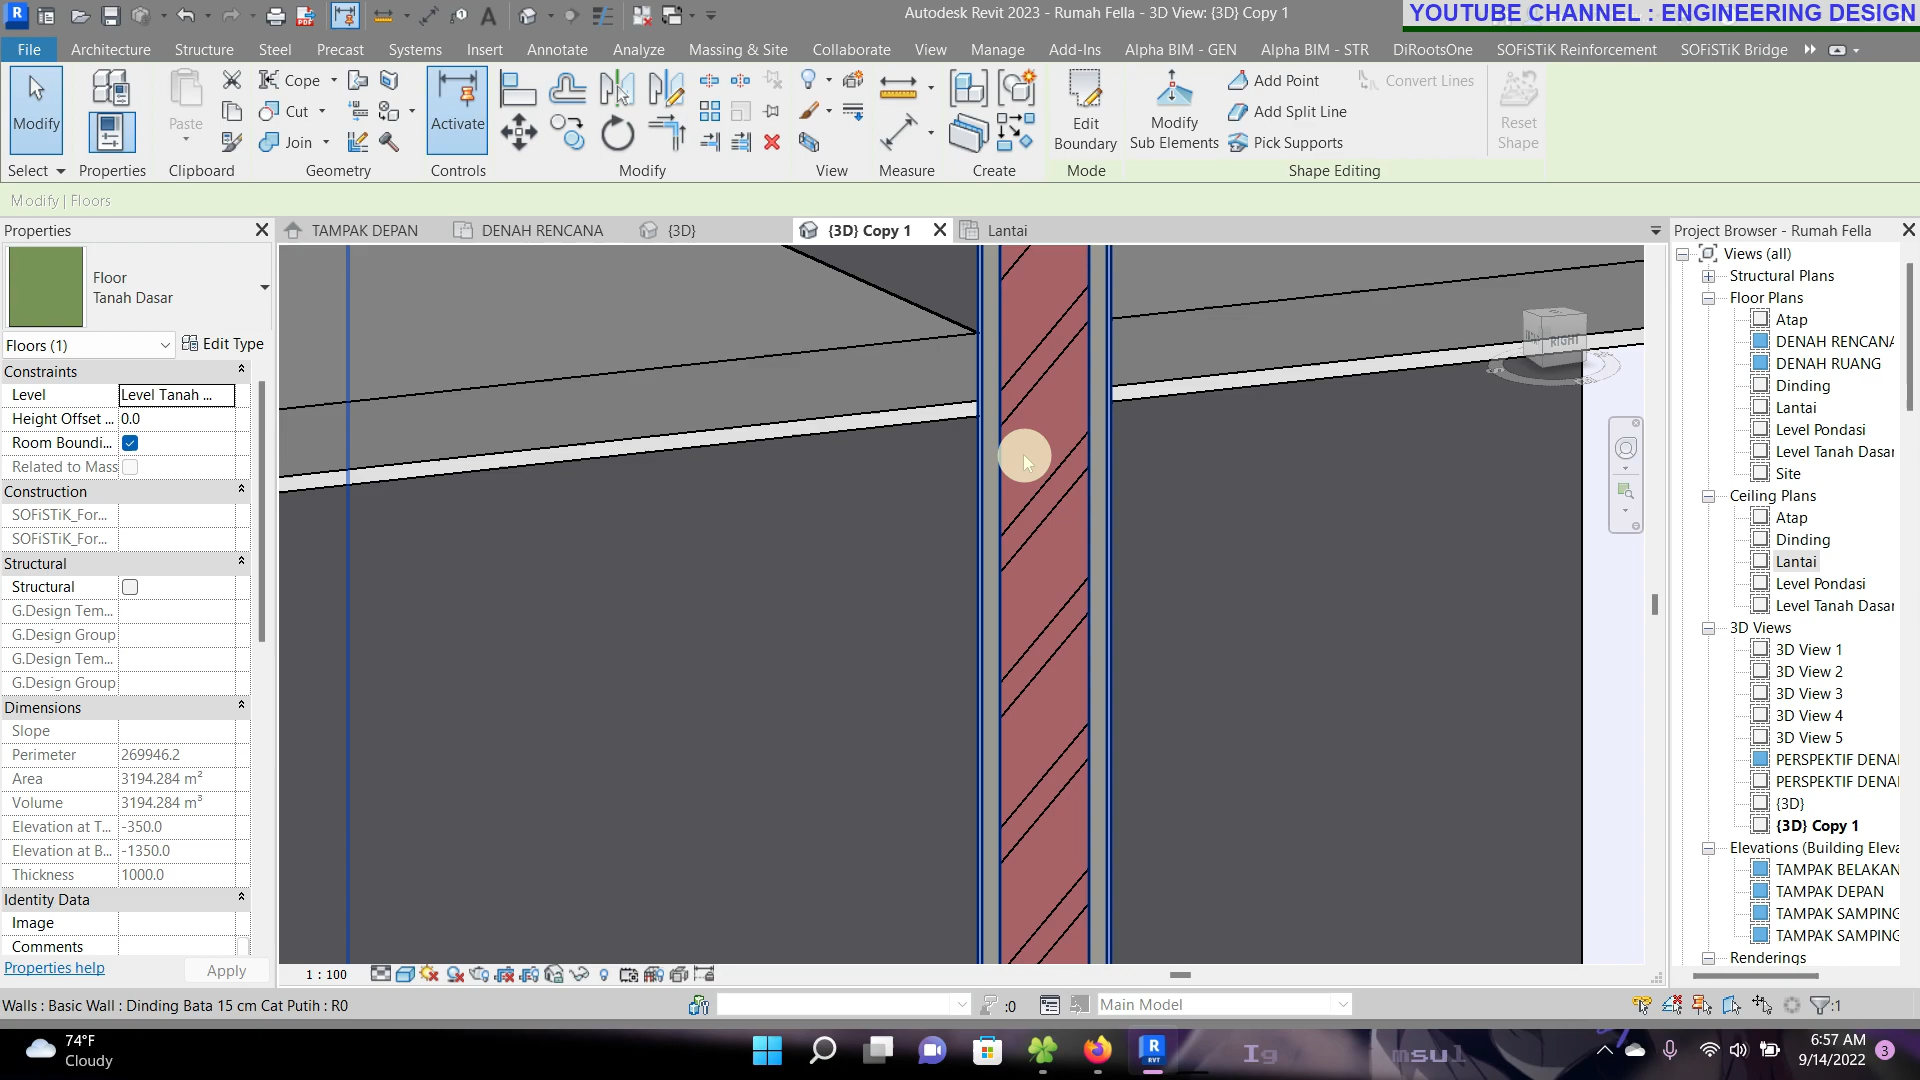 Autodesk Revit 2023 - Rumah Fella - 3D View: {3D} Copy 1
YOUTUBE CHANNEL : ENGINEERING DESIGN
File Architecture Structure Steel Precast Systems Insert Annotate Analyze Massing & Site Collaborate View Manage Add-Ins Alpha BIM - GEN Alpha BIM - STR DiRootsOne SOFiSTiK Reinforcement SOFiSTiK Bridge
Modify
Paste
Cope
Cut
Join
Activate
Edit
Boundary
Modify
Sub Elements
Add Point
Add Split Line
Pick Supports
Convert Lines
Reset
Shape
Select Properties Clipboard Geometry Controls Modify View Measure Create Mode Shape Editing
Modify | Floors
Properties
TAMPAK DEPAN DENAH RENCANA {3D} {3D} Copy 1 Lantai
Floor
Tanah Dasar
Floors (1)
Edit Type
Constraints
Level Level Tanah ...
Height Offset ... 0.0
Room Boundi...
Related to Mass
Construction
SOFiSTiK_For...
SOFiSTiK_For...
Structural
Structural
G.Design Tem...
G.Design Group
G.Design Tem...
G.Design Group
Dimensions
Slope
Perimeter 269946.2
Area 3194.284 m²
Volume 3194.284 m³
Elevation at T... -350.0
Elevation at B... -1350.0
Thickness 1000.0
Identity Data
Image
Comments
Properties help
Apply
RIGHT
1 : 100
Project Browser - Rumah Fella
Views (all)
Structural Plans
Floor Plans
Atap
DENAH RENCANA
DENAH RUANG
Dinding
Lantai
Level Pondasi
Level Tanah Dasar
Site
Ceiling Plans
Atap
Dinding
Lantai
Level Pondasi
Level Tanah Dasar
3D Views
3D View 1
3D View 2
3D View 3
3D View 4
3D View 5
PERSPEKTIF DENA
PERSPEKTIF DENA
{3D}
{3D} Copy 1
Elevations (Building Eleva
TAMPAK BELAKAN
TAMPAK DEPAN
TAMPAK SAMPING
TAMPAK SAMPING
Renderings
Walls : Basic Wall : Dinding Bata 15 cm Cat Putih : R0
:0
Main Model
:1
74°F
Cloudy
R
RVT
Ig
msul
6:57 AM
9/14/2022
3